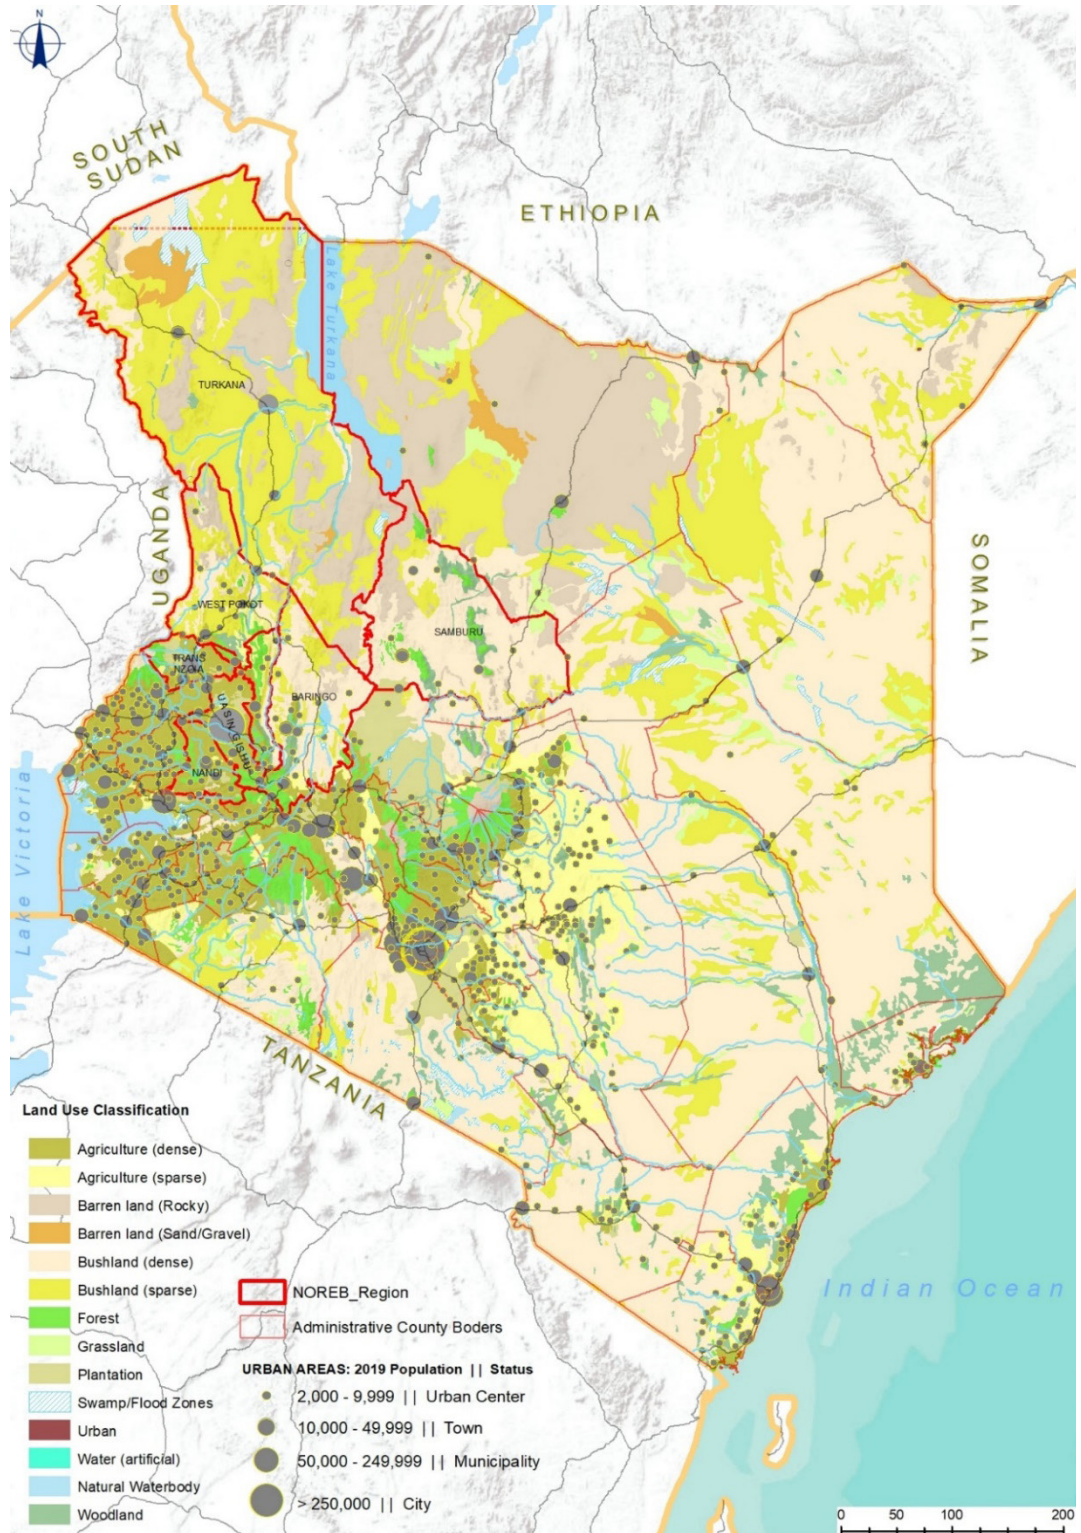 N
SOUTH
SUDAN
ETHIOPIA
Lake Turkana
TURKANA
UGANDA
SOMALIA
WEST POKOT
SAMBURU
TRANS
NZOIA
BARINGO
UASIN GISHU
NANDI
Lake Victoria
TANZANIA
Indian Ocean
Land Use Classification
Agriculture (dense)
Agriculture (sparse)
Barren land (Rocky)
Barren land (Sand/Gravel)
Bushland (dense)
Bushland (sparse)
Forest
Grassland
Plantation
Swamp/Flood Zones
Urban
Water (artificial)
Natural Waterbody
Woodland
NOREB_Region
Administrative County Boders
URBAN AREAS: 2019 Population || Status
2,000 - 9,999 || Urban Center
10,000 - 49,999 || Town
50,000 - 249,999 || Municipality
> 250,000 || City
0 50 100 200